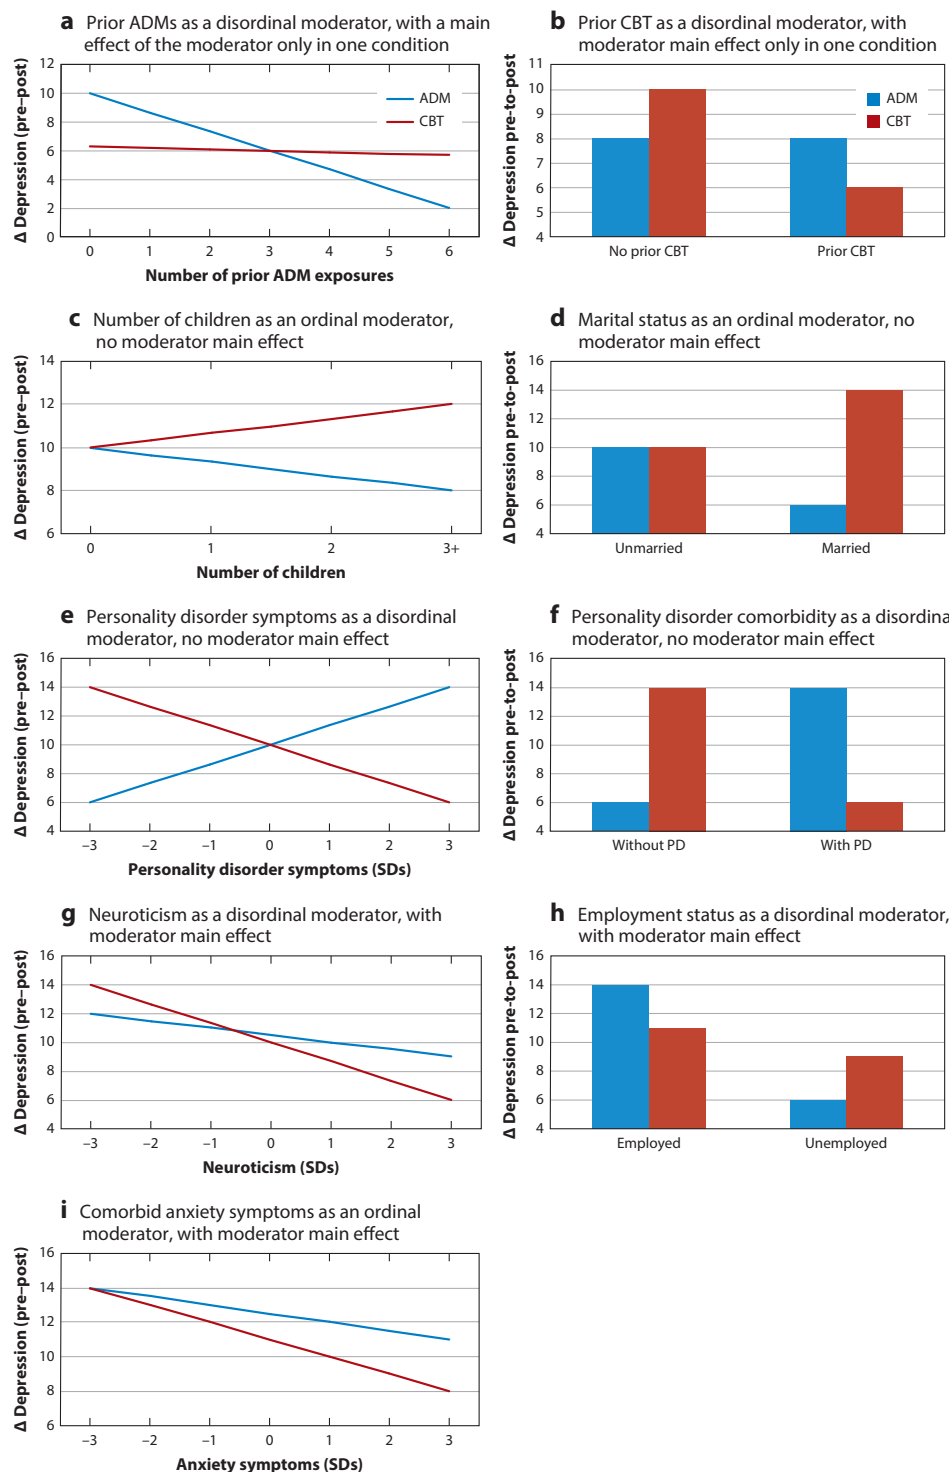 a Prior ADMs as a disordinal moderator, with a main
effect of the moderator only in one condition
Δ Depression (pre–post)
12
10
8
6
4
2
0
ADM
CBT
0 1 2 3 4 5 6
Number of prior ADM exposures
b Prior CBT as a disordinal moderator, with
moderator main effect only in one condition
Δ Depression pre-to-post
11
10
9
8
7
6
5
4
ADM
CBT
No prior CBT Prior CBT
c Number of children as an ordinal moderator,
no moderator main effect
Δ Depression (pre–post)
14
12
10
8
6
0 1 2 3+
Number of children
d Marital status as an ordinal moderator, no
moderator main effect
Δ Depression pre-to-post
16
14
12
10
8
6
4
Unmarried Married
e Personality disorder symptoms as a disordinal
moderator, no moderator main effect
Δ Depression (pre–post)
16
14
12
10
8
6
4
–3 –2 –1 0 1 2 3
Personality disorder symptoms (SDs)
f Personality disorder comorbidity as a disordina
moderator, no moderator main effect
Δ Depression pre-to-post
16
14
12
10
8
6
4
Without PD With PD
g Neuroticism as a disordinal moderator, with
moderator main effect
Δ Depression (pre–post)
16
14
12
10
8
6
4
–3 –2 –1 0 1 2 3
Neuroticism (SDs)
h Employment status as a disordinal moderator,
with moderator main effect
Δ Depression pre-to-post
16
14
12
10
8
6
4
Employed Unemployed
i Comorbid anxiety symptoms as an ordinal
moderator, with moderator main effect
Δ Depression (pre–post)
16
14
12
10
8
6
–3 –2 –1 0 1 2 3
Anxiety symptoms (SDs)